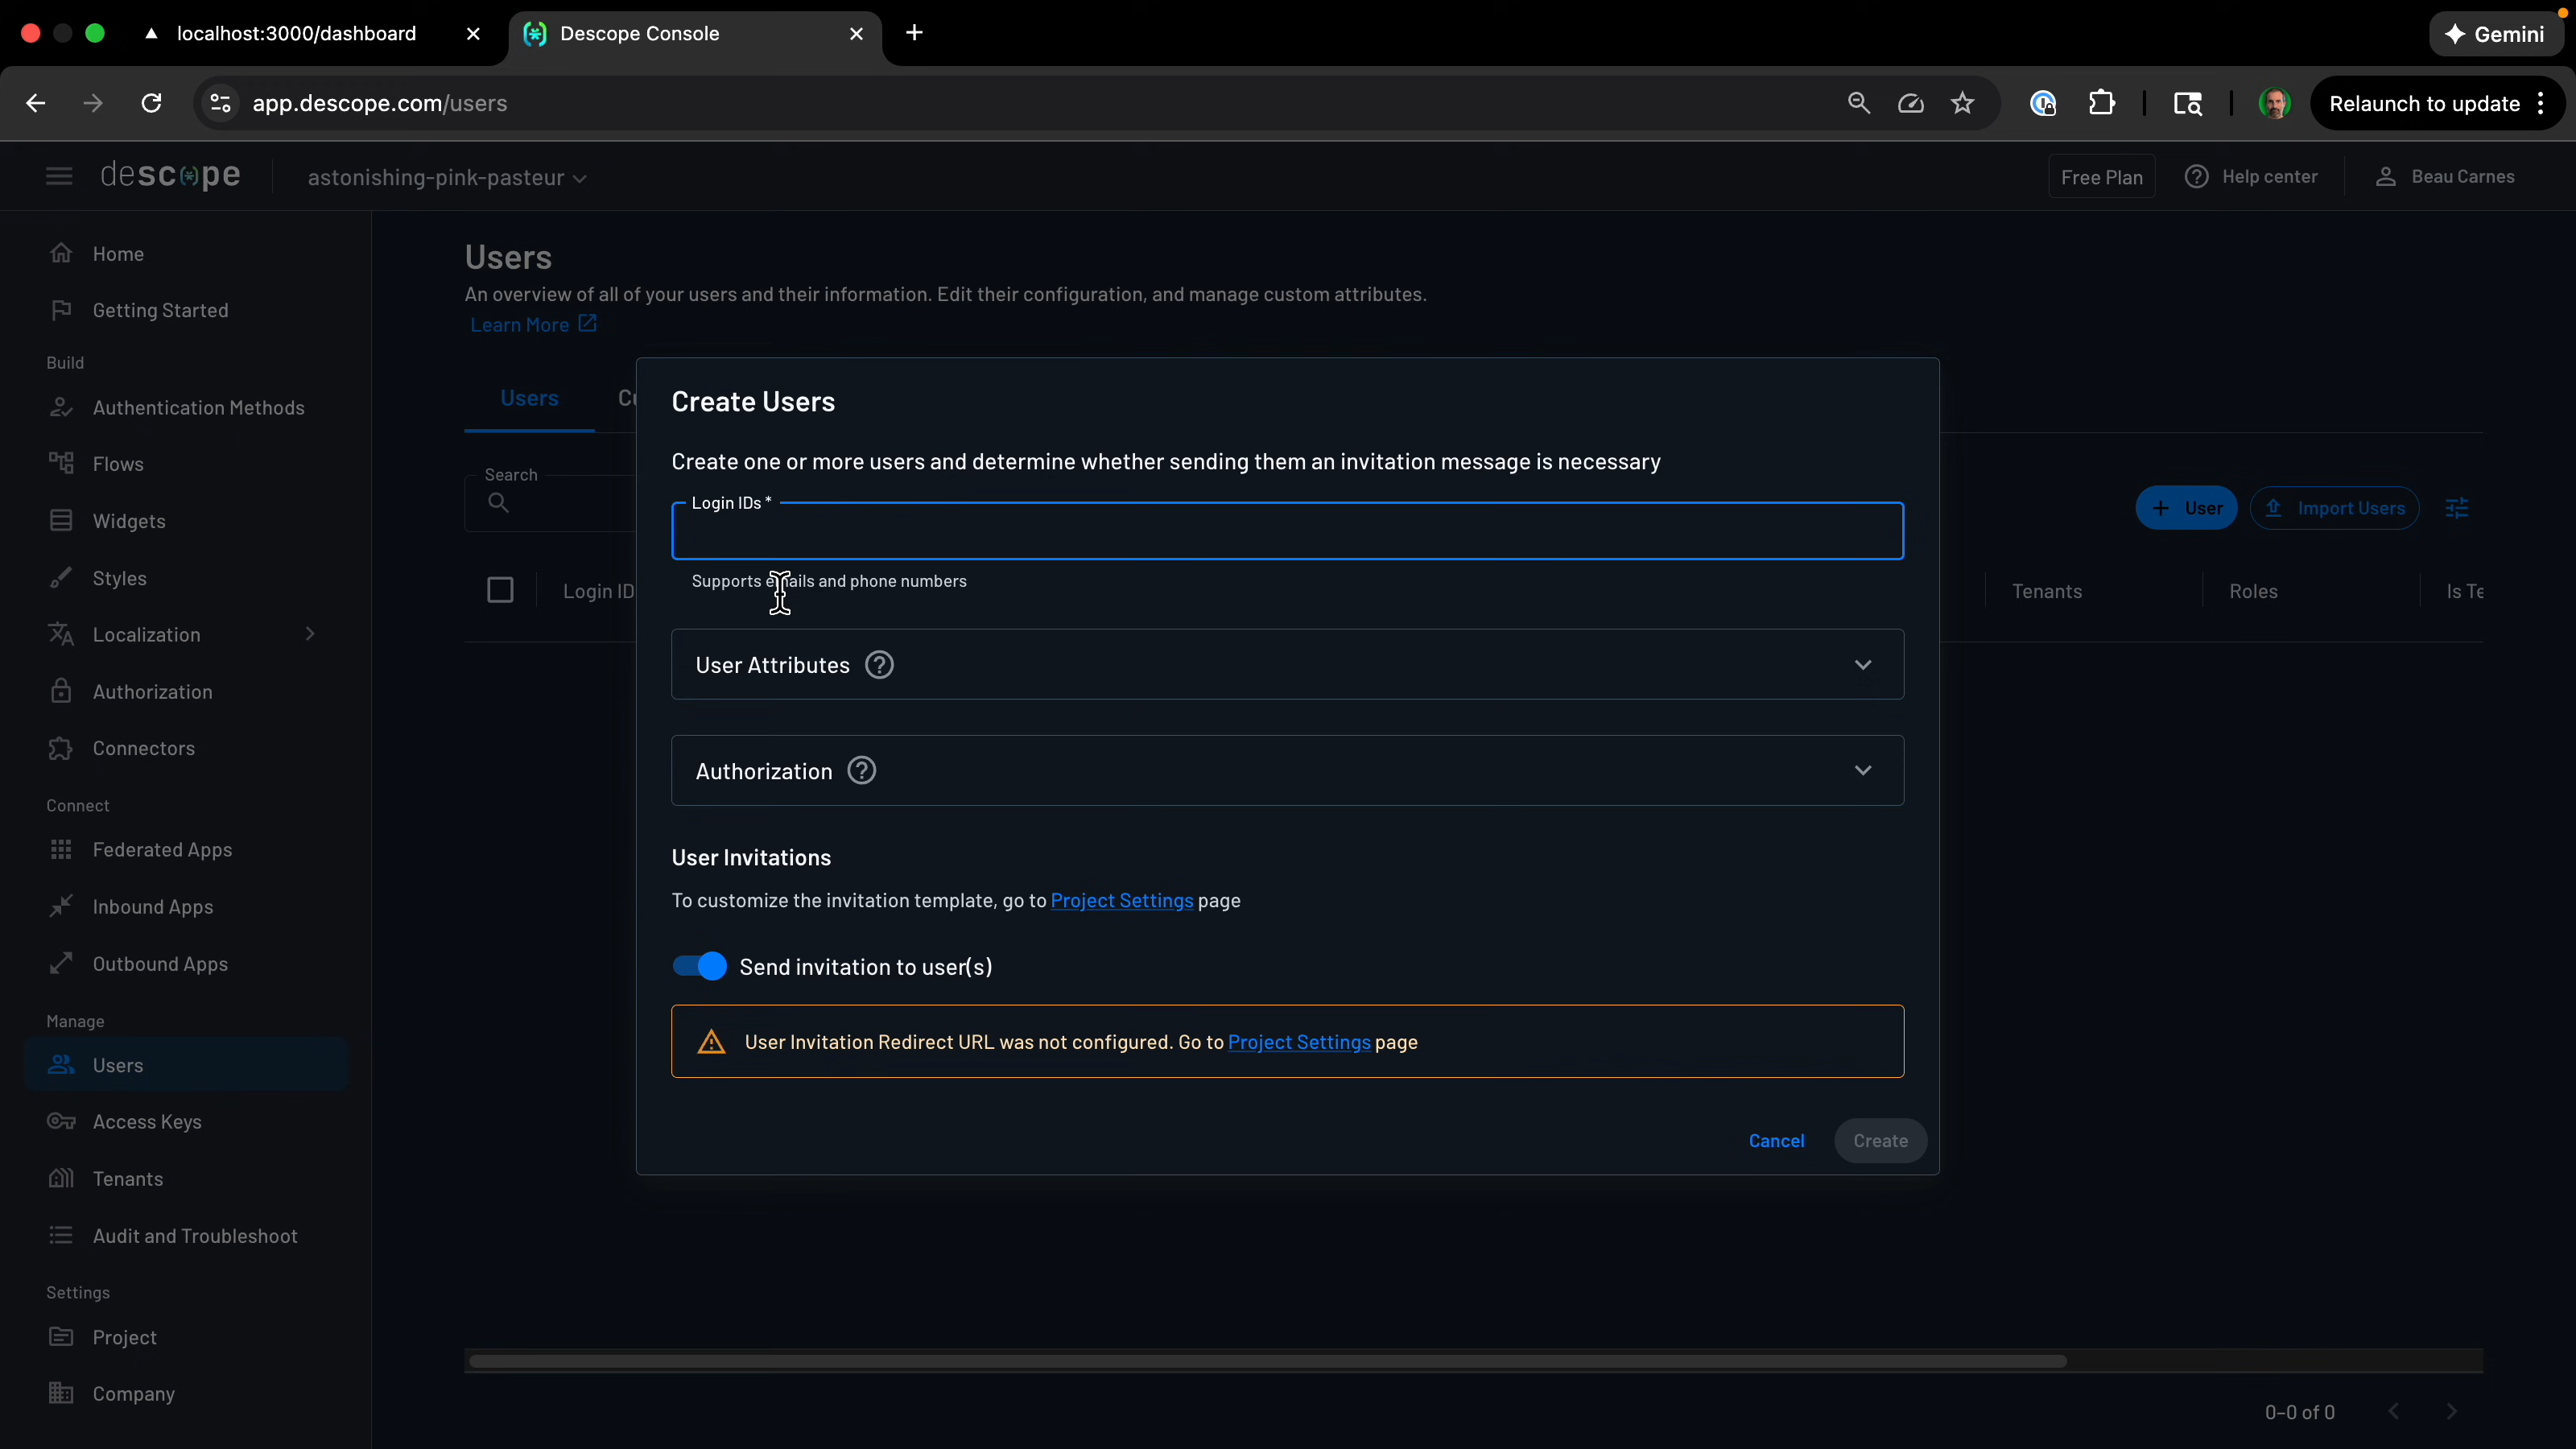 localhost:3000/dashboard
Descope Console
Gemini
app.descope.com/users
Relaunch to update
descope
astonishing-pink-pasteur
Free Plan
Help center
Beau Carnes
Home
Getting Started
Build
Authentication Methods
Flows
Widgets
Styles
Localization
Authorization
Connectors
Connect
Federated Apps
Inbound Apps
Outbound Apps
Manage
Users
Access Keys
Tenants
Audit and Troubleshoot
Settings
Project
Company
Users
An overview of all of your users and their information. Edit their configuration, and manage custom attributes.
Learn More
Users
Cu
Search
+ User
Import Users
Login ID
Tenants
Roles
Is Te
Create Users
Create one or more users and determine whether sending them an invitation message is necessary
Login IDs *
Supports emails and phone numbers
User Attributes
Authorization
User Invitations
To customize the invitation template, go to Project Settings page
Send invitation to user(s)
User Invitation Redirect URL was not configured. Go to Project Settings page
Cancel
Create
0-0 of 0